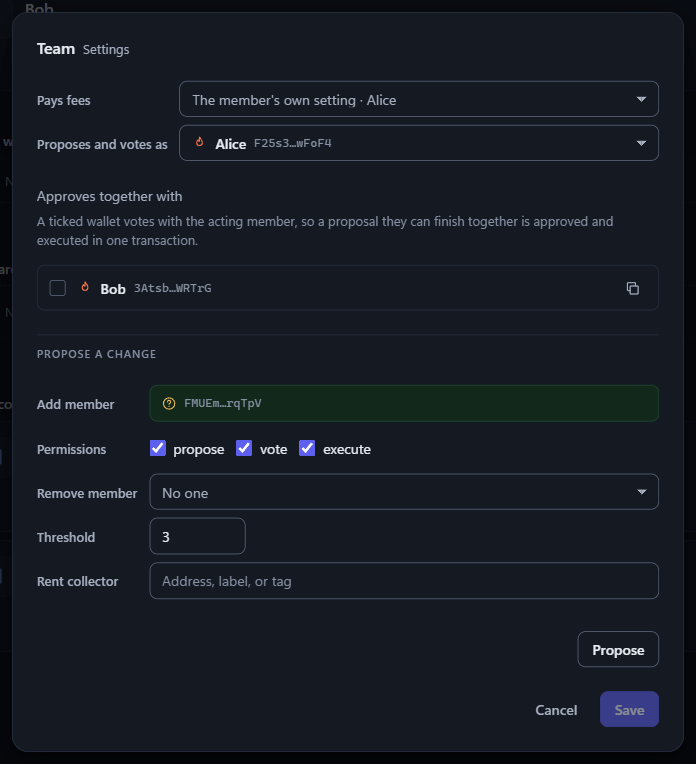 Bob
Team Settings
Pays fees
The member's own setting · Alice
Proposes and votes as
Alice F25s3…wFoF4
Approves together with
A ticked wallet votes with the acting member, so a proposal they can finish together is approved and
executed in one transaction.
Bob 3Atsb…WRTrG
PROPOSE A CHANGE
Add member
FMUEm…rqTpV
Permissions
propose vote execute
Remove member
No one
Threshold
3
Rent collector
Address, label, or tag
Propose
Cancel Save